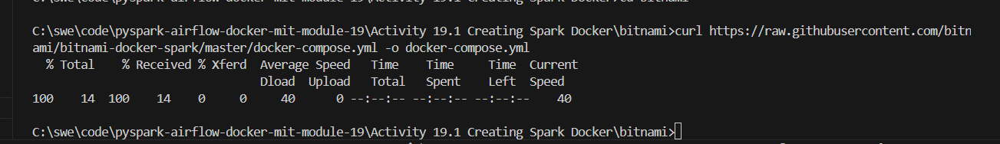 C:\swe\code\pyspark-airflow-docker-mit-module-19\Activity 19.1 Creating Spark Docker\bitnami>curl https://raw.githubusercontent.com/bitn
ami/bitnami-docker-spark/master/docker-compose.yml -o docker-compose.yml
% Total % Received % Xferd Average Speed Time Time Time Current
Dload Upload Total Spent Left Speed
100 14 100 14 0 0 40 0 --:--:-- --:--:-- --:--:-- 40
C:\swe\code\pyspark-airflow-docker-mit-module-19\Activity 19.1 Creating Spark Docker\bitnami>